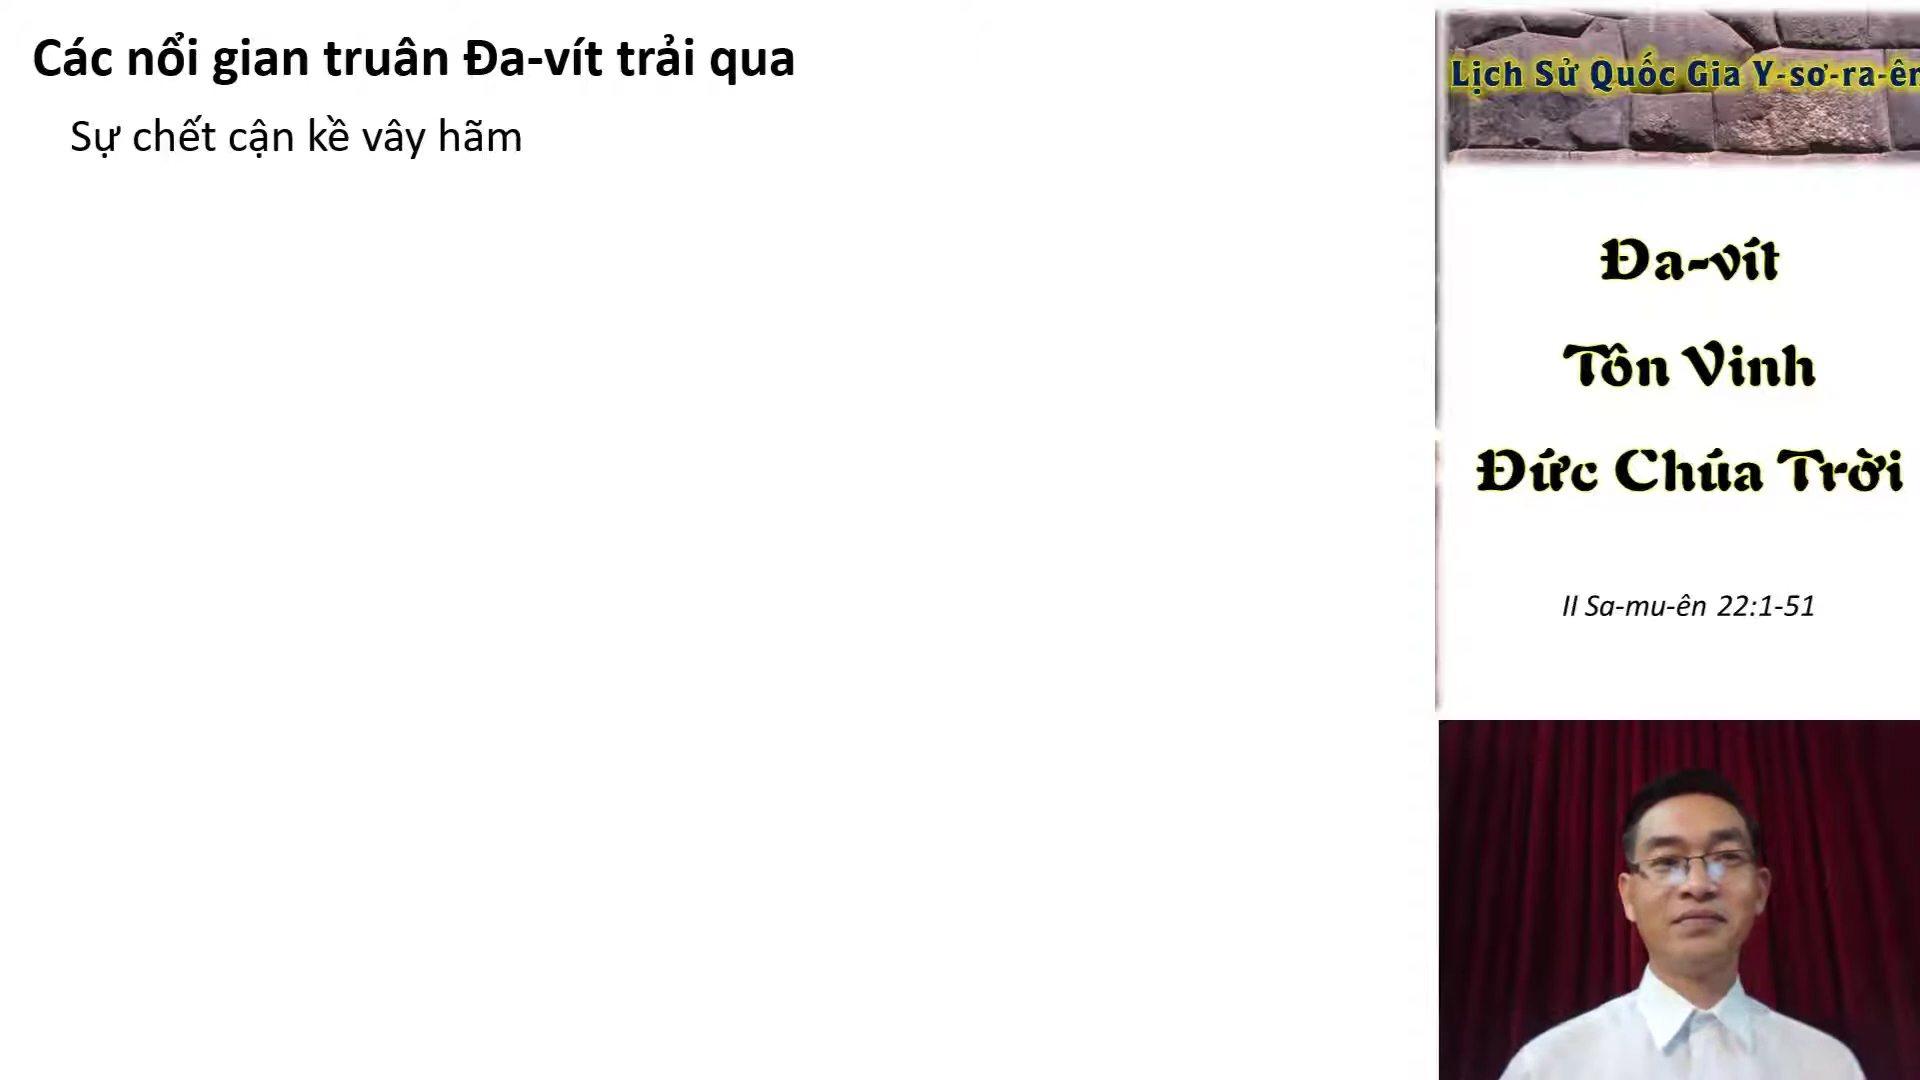 Các nổi gian truân Đa-vít trải qua
Sự chết cận kề vây hãm
Lịch Sử Quốc Gia Y-sơ-ra-ên
Đa-vít
Tôn Vinh
Đức Chúa Trời
II Sa-mu-ên 22:1-51